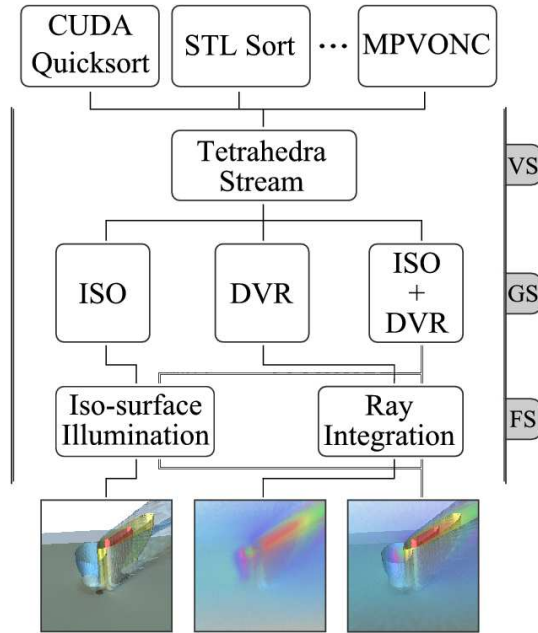 CUDA
Quicksort
STL Sort
...
MPVONC
Tetrahedra
Stream
VS
ISO
DVR
ISO
+
DVR
GS
Iso-surface
Illumination
Ray
Integration
FS